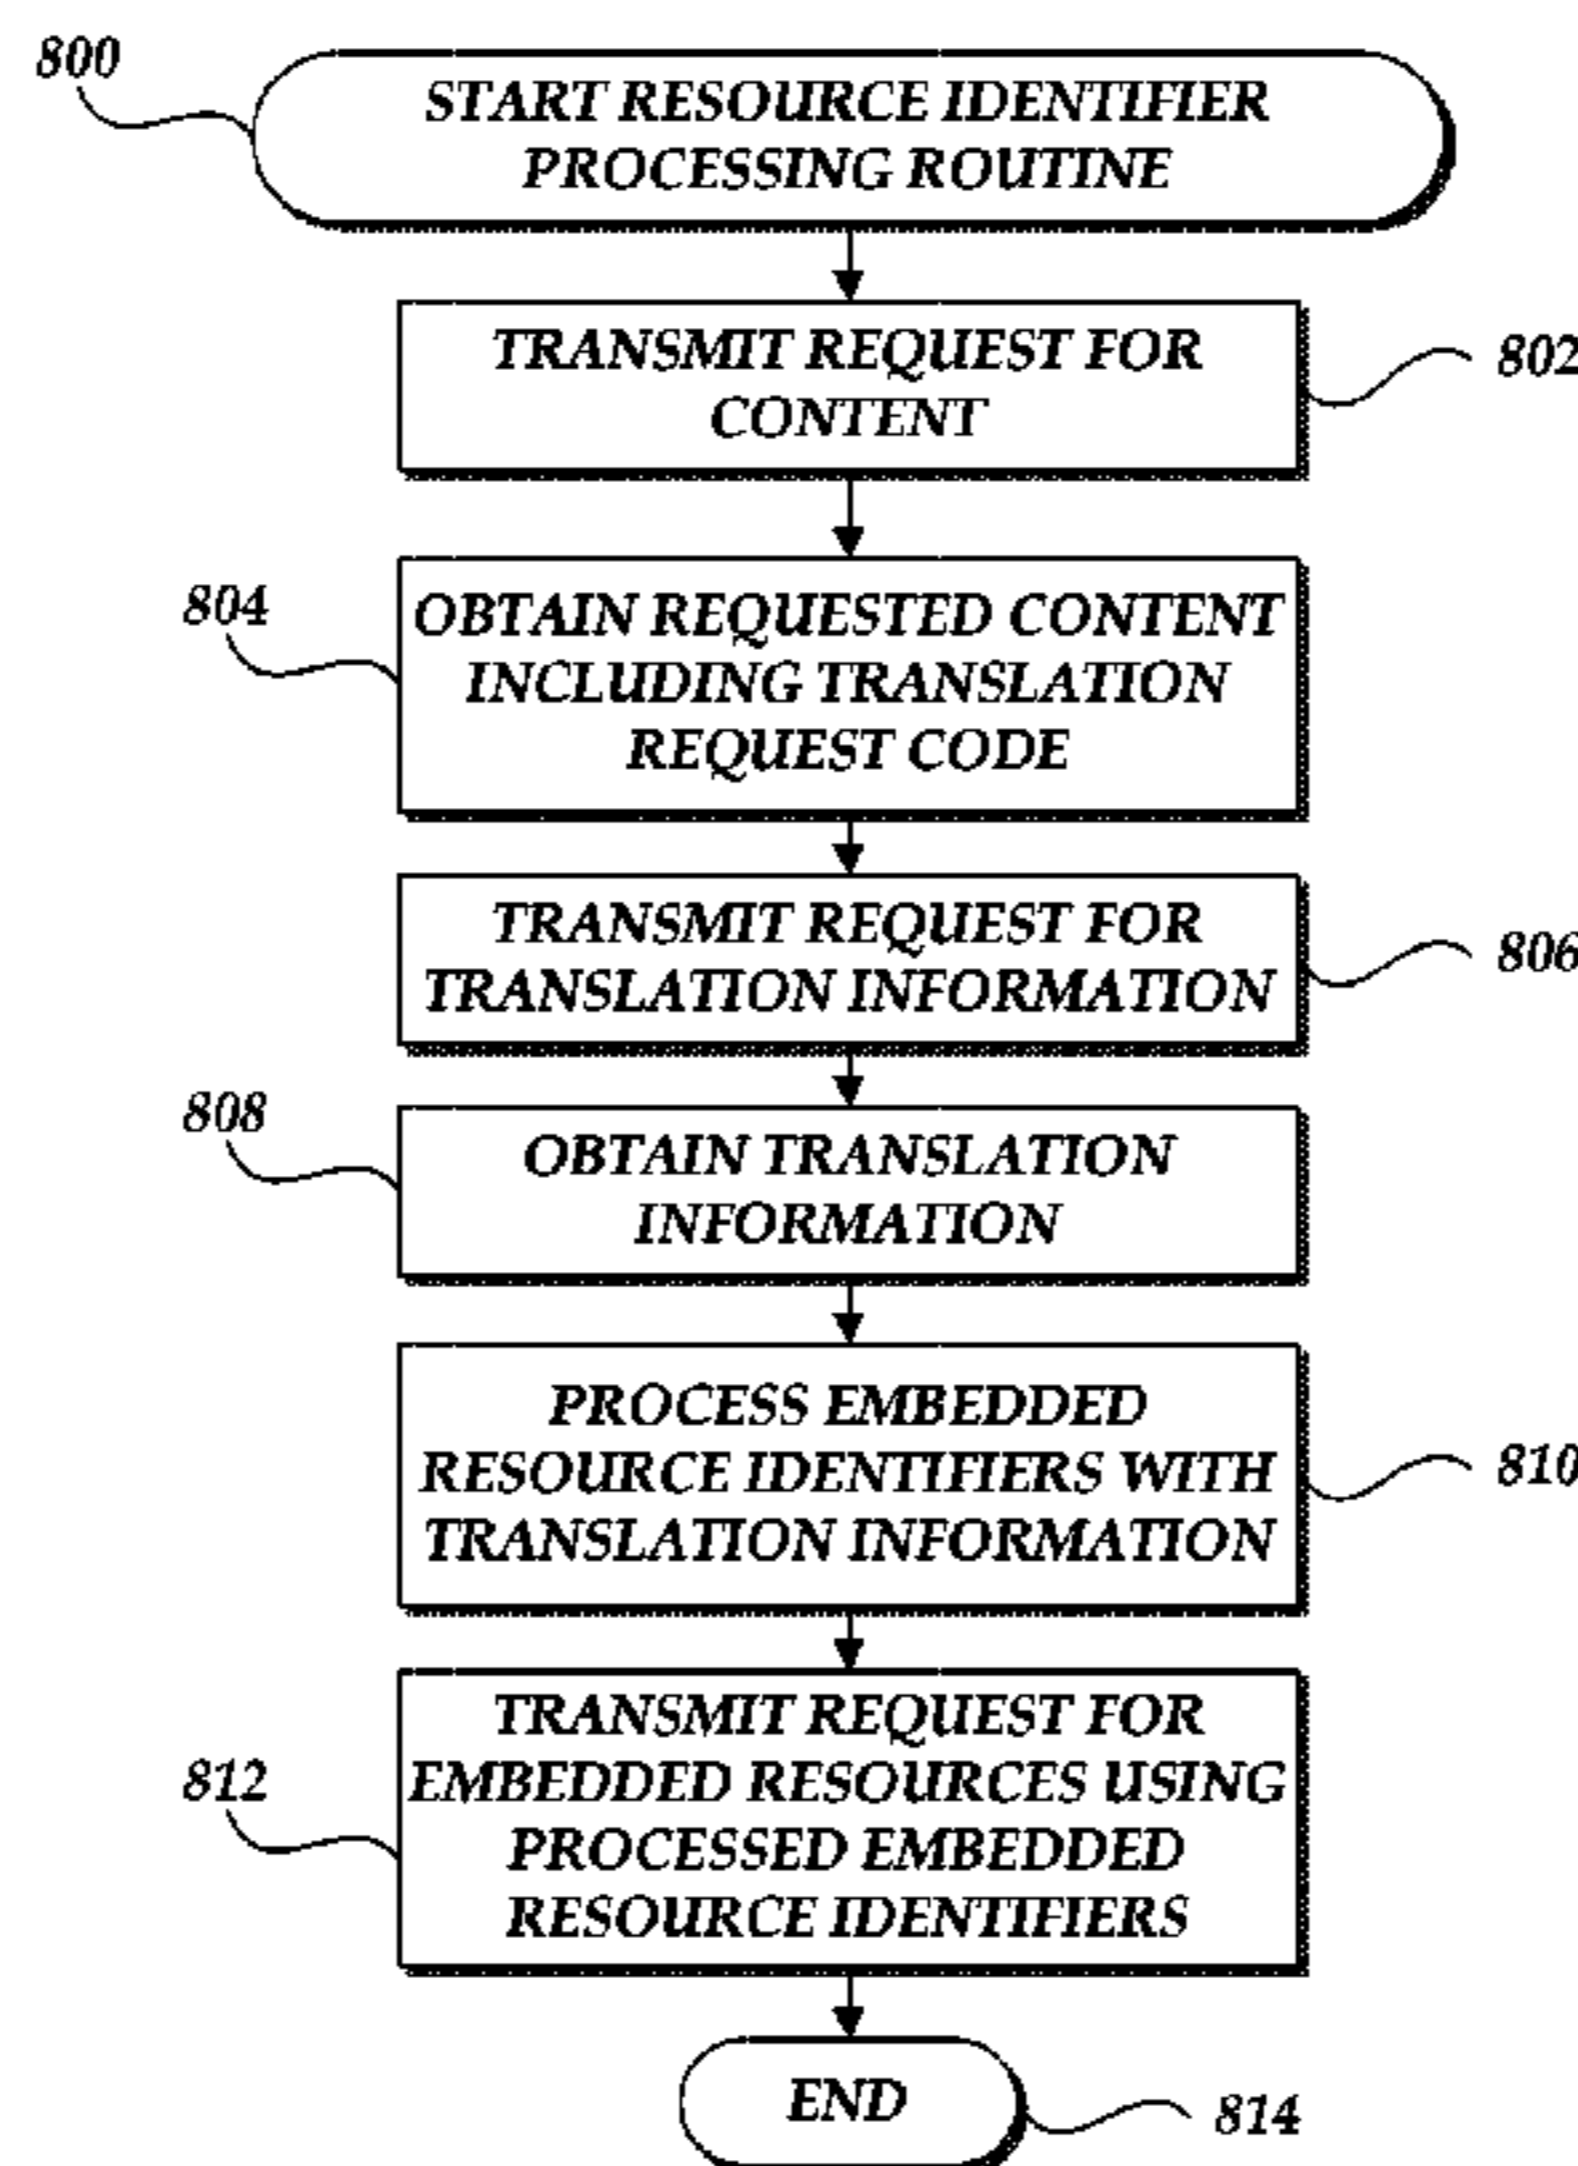 800
START RESOURCE IDENTIFIER
PROCESSING ROUTINE
TRANSMIT REQUEST FOR
CONTENT
802
804
OBTAIN REQUESTED CONTENT
INCLUDING TRANSLATION
REQUEST CODE
TRANSMIT REQUEST FOR
TRANSLATION INFORMATION
806
808
OBTAIN TRANSLATION
INFORMATION
PROCESS EMBEDDED
RESOURCE IDENTIFIERS WITH
TRANSLATION INFORMATION
810
812
TRANSMIT REQUEST FOR
EMBEDDED RESOURCES USING
PROCESSED EMBEDDED
RESOURCE IDENTIFIERS
END
814